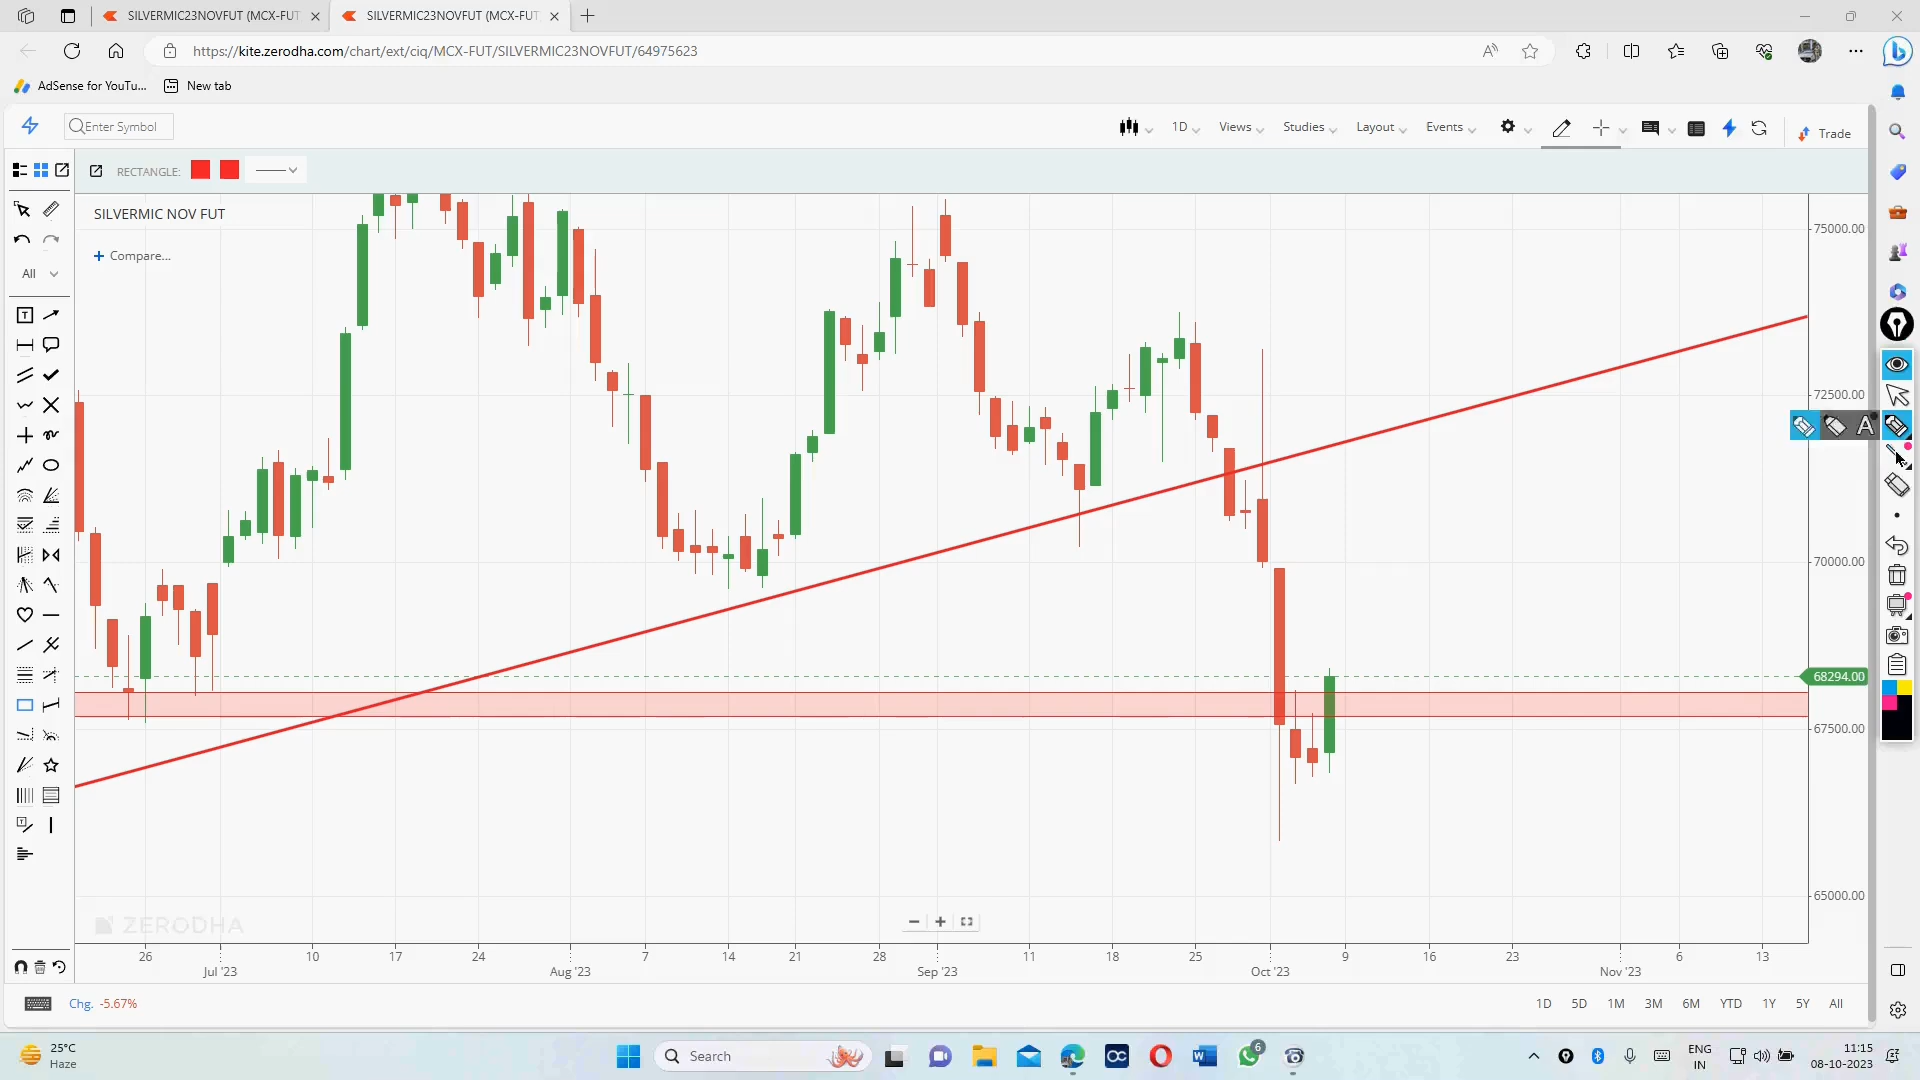 SILVERMIC23NOVFUT (MCX-FUT
SILVERMIC23NOVFUT (MCX-FUT
https://kite.zerodha.com/chart/ext/ciq/MCX-FUT/SILVERMIC23NOVFUT/64975623
AdSense for YouTu... New tab
Enter Symbol
1D Views Studies Layout Events Trade
RECTANGLE:
SILVERMIC NOV FUT
+ Compare...
All
75000.00
72500.00
A
70000.00
68294.00
67500.00
65000.00
ZERODHA
26 10 17 24 7 14 21 28 11 18 25 9 16 23 6 13
Jul '23 Aug '23 Sep '23 Oct '23 Nov '23
Chg. -5.67%
1D 5D 1M 3M 6M YTD 1Y 5Y All
25°C
Haze
Search
6
ENG
IN
11:15
08-10-2023